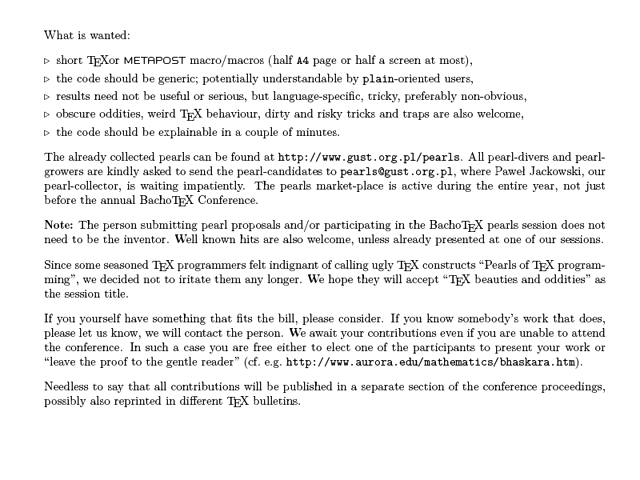 What is wanted:
▷ short TEXor METAPOST macro/macros (half A4 page or half a screen at most),
▷ the code should be generic; potentially understandable by plain-oriented users,
▷ results need not be useful or serious, but language-specific, tricky, preferably non-obvious,
▷ obscure oddities, weird TEX behaviour, dirty and risky tricks and traps are also welcome,
▷ the code should be explainable in a couple of minutes.
The already collected pearls can be found at http://www.gust.org.pl/pearls. All pearl-divers and pearl-
growers are kindly asked to send the pearl-candidates to pearls@gust.org.pl, where Paweł Jackowski, our
pearl-collector, is waiting impatiently. The pearls market-place is active during the entire year, not just
before the annual BachoTEX Conference.
Note: The person submitting pearl proposals and/or participating in the BachoTEX pearls session does not
need to be the inventor. Well known hits are also welcome, unless already presented at one of our sessions.
Since some seasoned TEX programmers felt indignant of calling ugly TEX constructs “Pearls of TEX program-
ming”, we decided not to iritate them any longer. We hope they will accept “TEX beauties and oddities” as
the session title.
If you yourself have something that fits the bill, please consider. If you know somebody’s work that does,
please let us know, we will contact the person. We await your contributions even if you are unable to attend
the conference. In such a case you are free either to elect one of the participants to present your work or
“leave the proof to the gentle reader” (cf. e.g. http://www.aurora.edu/mathematics/bhaskara.htm).
Needless to say that all contributions will be published in a separate section of the conference proceedings,
possibly also reprinted in different TEX bulletins.